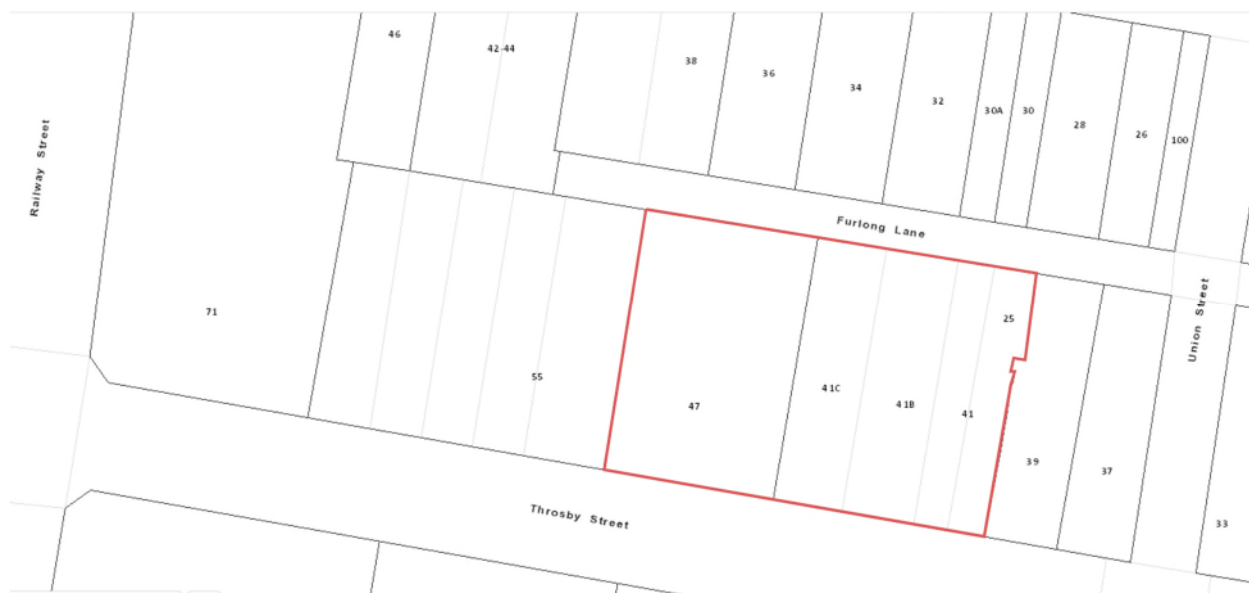 46
42-44
38
36
34
32
30A
30
28
26
100
Railway Street
Furlong Lane
Union Street
71
55
47
41C
41B
41
25
39
37
33
Throsby Street